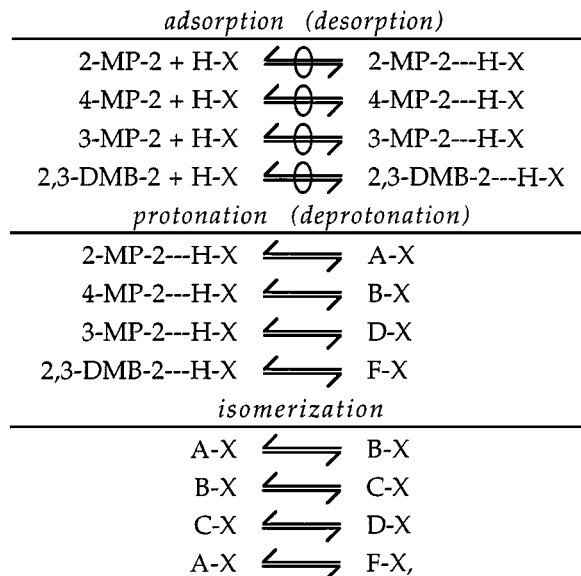 adsorption (desorption)
2-MP-2 + H-X ⇌ 2-MP-2---H-X
4-MP-2 + H-X ⇌ 4-MP-2---H-X
3-MP-2 + H-X ⇌ 3-MP-2---H-X
2,3-DMB-2 + H-X ⇌ 2,3-DMB-2---H-X
protonation (deprotonation)
2-MP-2---H-X ⇌ A-X
4-MP-2---H-X ⇌ B-X
3-MP-2---H-X ⇌ D-X
2,3-DMB-2---H-X ⇌ F-X
isomerization
A-X ⇌ B-X
B-X ⇌ C-X
C-X ⇌ D-X
A-X ⇌ F-X,